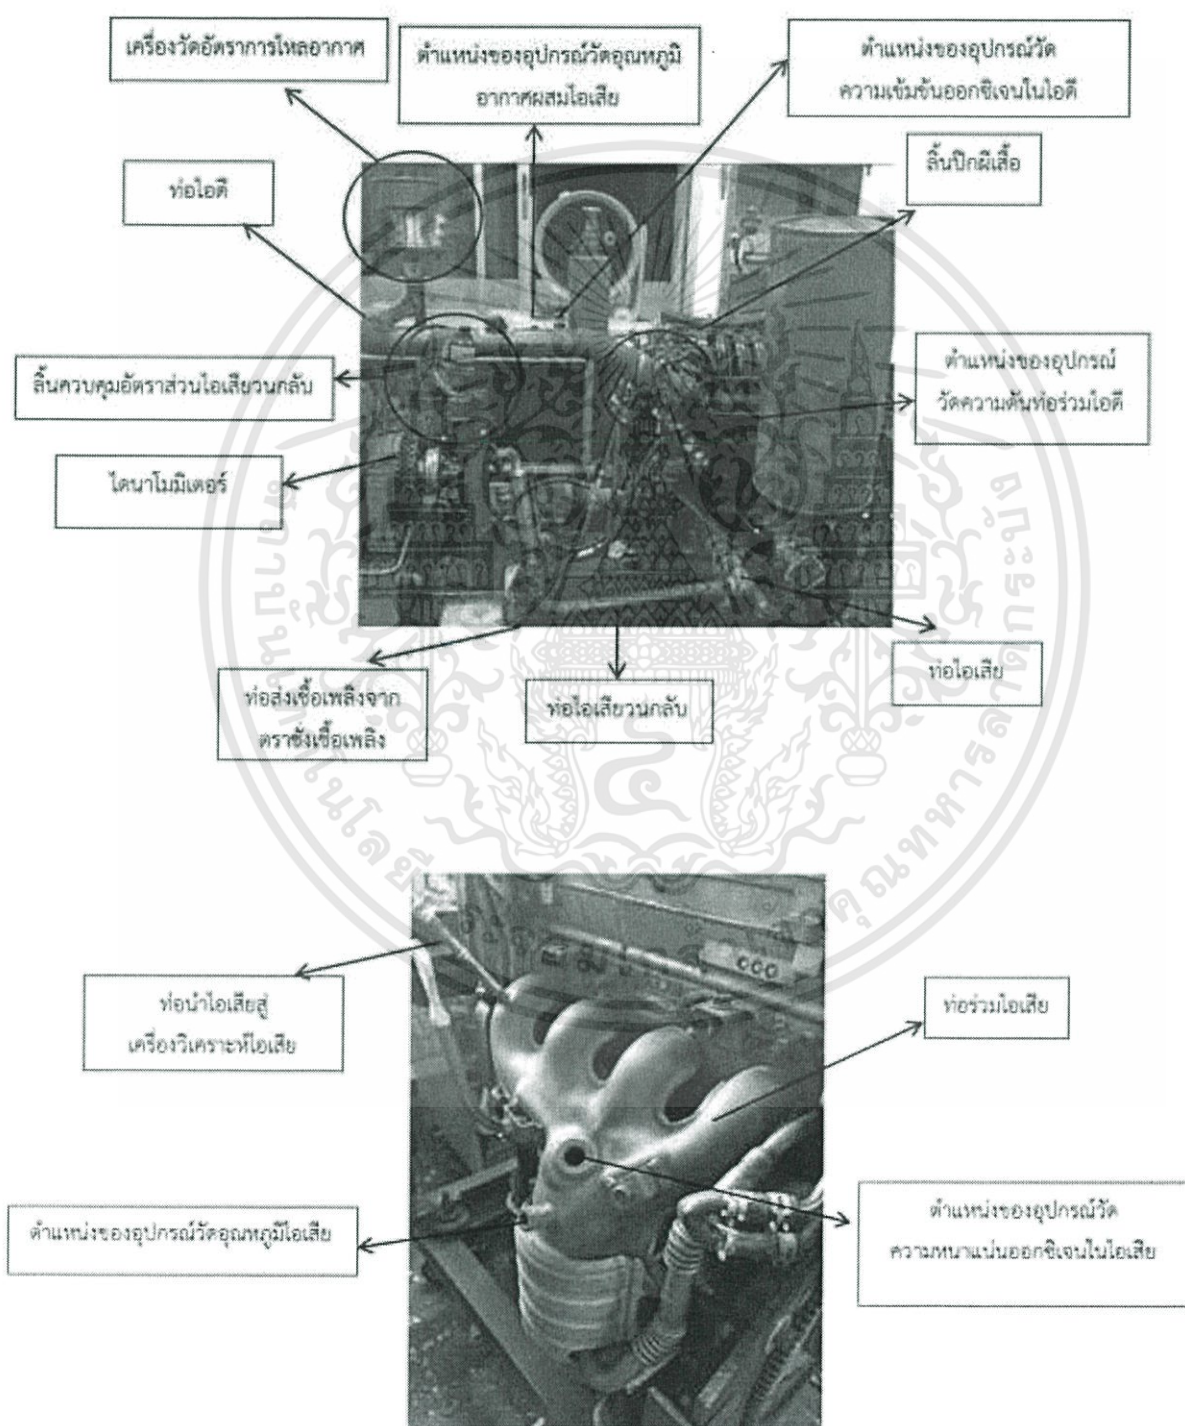 เครื่องวัดอัตราการไหลอากาศ
ตำแหน่งของอุปกรณ์วัดอุณหภูมิ
อากาศผสมไอเสีย
ตำแหน่งของอุปกรณ์วัด
ความเข้มข้นออกซิเจนในไอดี
ท่อไอดี
ลิ้นปีกผีเสื้อ
ลิ้นควบคุมอัตราส่วนไอเสียวนกลับ
ตำแหน่งของอุปกรณ์
วัดความดันท่อร่วมไอดี
ไดนาโมมิเตอร์
ท่อส่งเชื้อเพลิงจาก
ตราชั่งเชื้อเพลิง
ท่อไอเสียวนกลับ
ท่อไอเสีย
ท่อนำไอเสียสู่
เครื่องวิเคราะห์ไอเสีย
ท่อร่วมไอเสีย
ตำแหน่งของอุปกรณ์วัดอุณหภูมิไอเสีย
ตำแหน่งของอุปกรณ์วัด
ความหนาแน่นออกซิเจนในไอเสีย